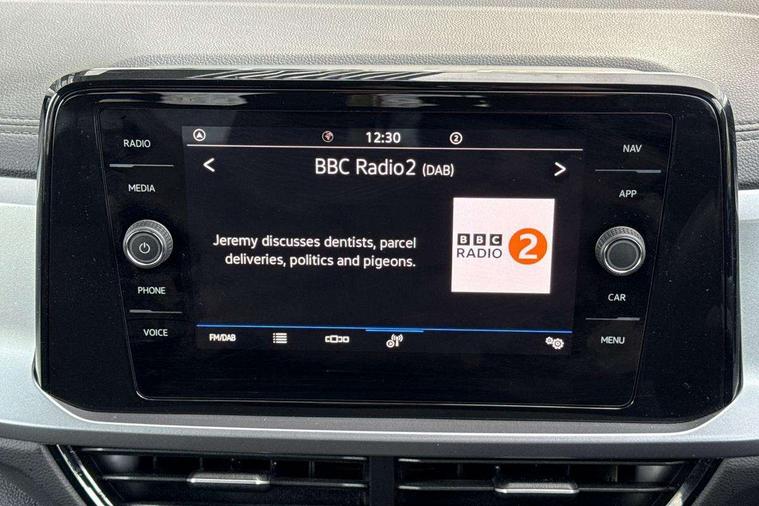 12:30
2
RADIO
NAV
BBC Radio2 (DAB)
MEDIA
APP
Jeremy discusses dentists, parcel
deliveries, politics and pigeons.
BBC
RADIO
2
PHONE
CAR
VOICE
MENU
FM/DAB